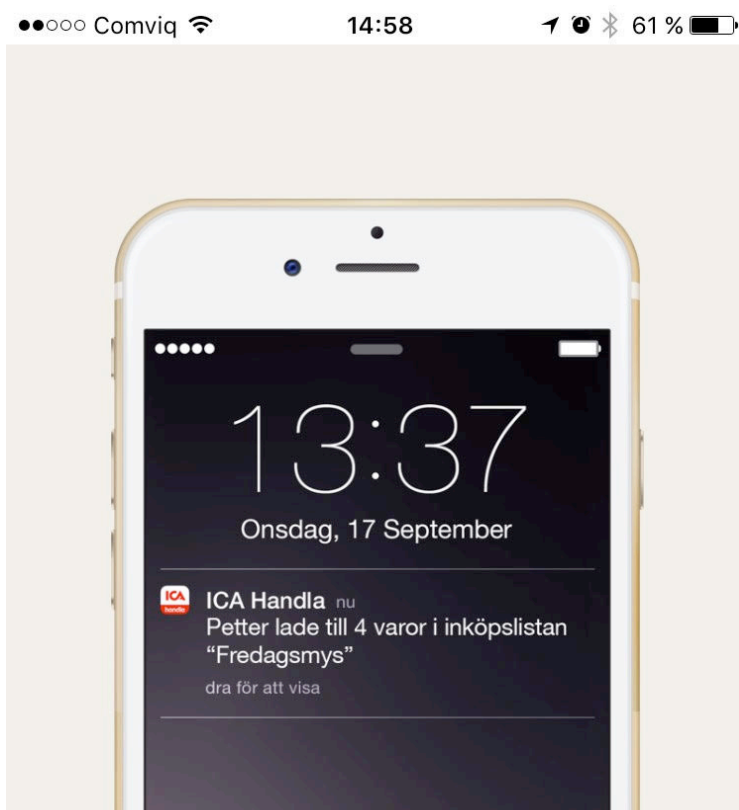 Comviq 14:58 61 %
13:37
Onsdag, 17 September
ICA
handla
ICA Handla nu
Petter lade till 4 varor i inköpslistan
“Fredagsmys”
dra för att visa